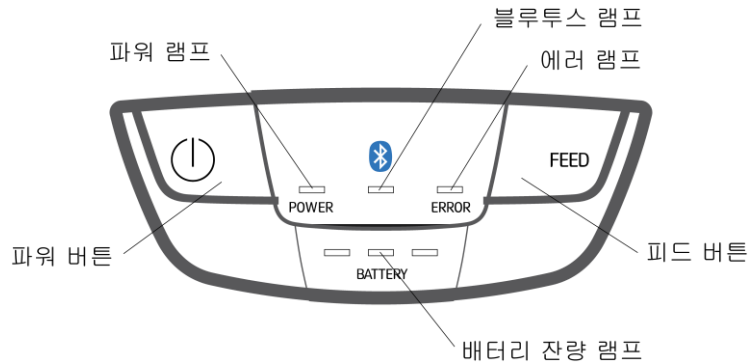 블루투스 램프
파워 램프
에러 램프
FEED
POWER
ERROR
파워 버튼
피드 버튼
BATTERY
배터리 잔량 램프